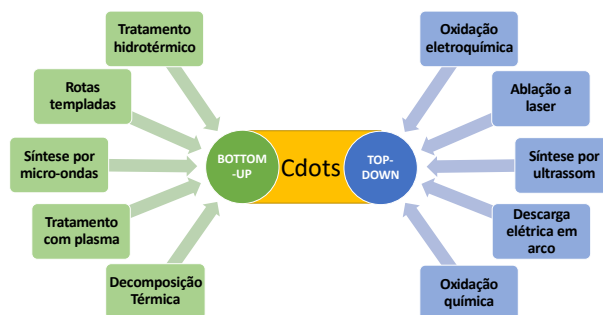 Tratamento
hidrotérmico
Rotas
templadas
Síntese por
micro-ondas
Tratamento
com plasma
Decomposição
Térmica
BOTTOM
-UP
Cdots
TOP-
DOWN
Oxidação
eletroquímica
Ablação a
laser
Síntese por
ultrassom
Descarga
elétrica em
arco
Oxidação
química